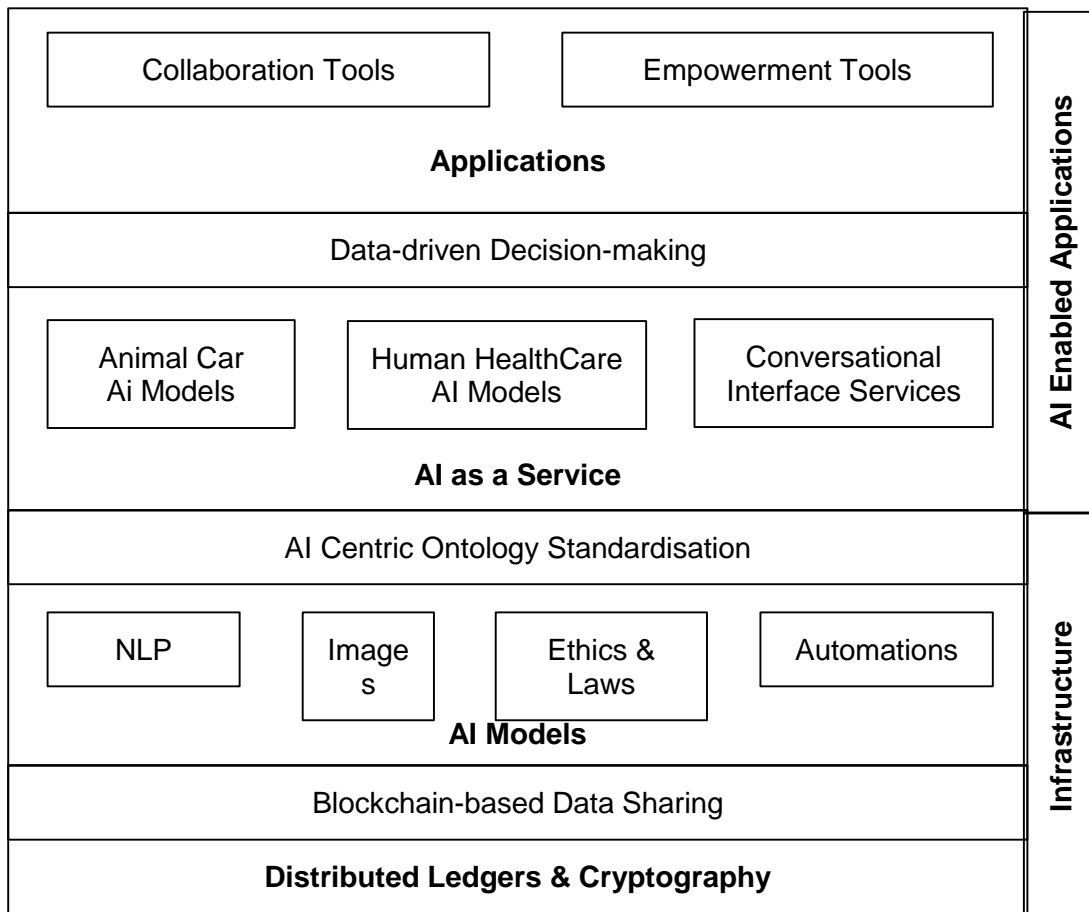 Collaboration Tools
Empowerment Tools
Applications
Data-driven Decision-making
Animal Car
Ai Models
Human HealthCare
AI Models
Conversational
Interface Services
AI as a Service
AI Enabled Applications
AI Centric Ontology Standardisation
NLP
Image
s
Ethics &
Laws
Automations
AI Models
Blockchain-based Data Sharing
Distributed Ledgers & Cryptography
Infrastructure